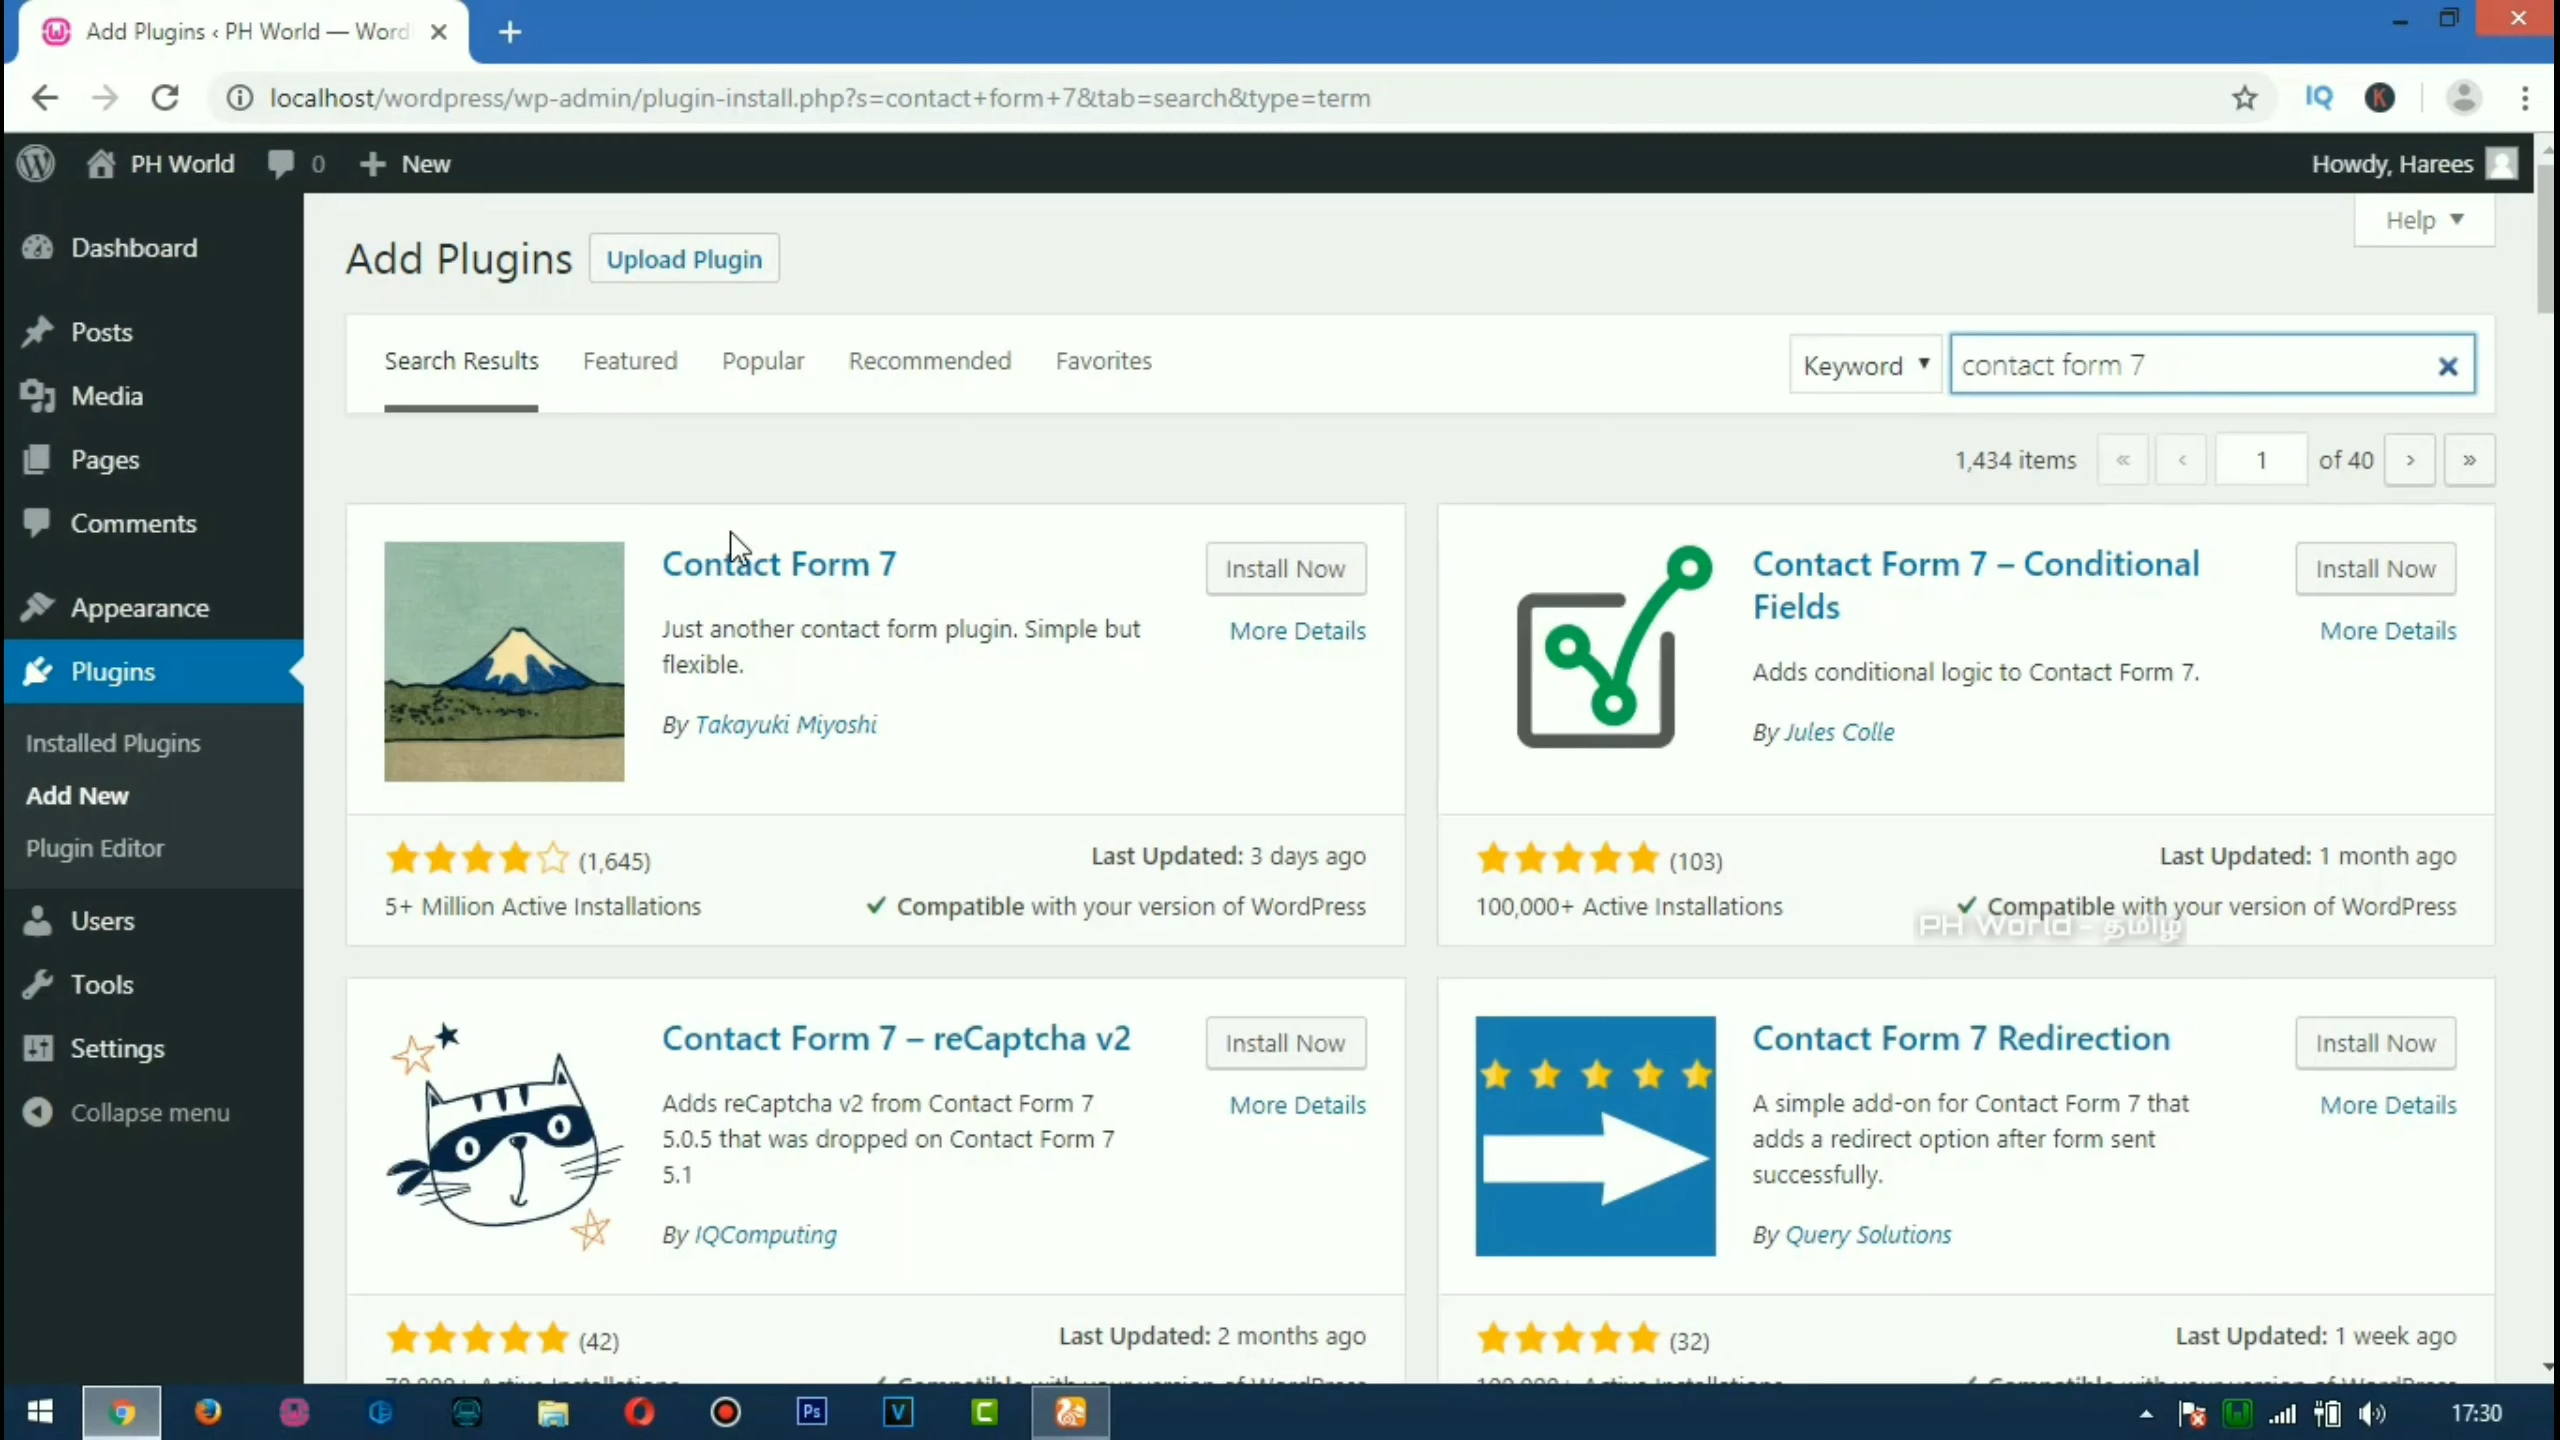 Add Plugins ‹ PH World — Word
localhost/wordpress/wp-admin/plugin-install.php?s=contact+form+7&tab=search&type=term
IQ
K
PH World
0
New
Howdy, Harees
Dashboard
Posts
Media
Pages
Comments
Appearance
Plugins
Installed Plugins
Add New
Plugin Editor
Users
Tools
Settings
Collapse menu
Help
Add Plugins
Upload Plugin
Search Results
Featured
Popular
Recommended
Favorites
Keyword
contact form 7
1,434 items
«
‹
1
of 40
›
»
Contact Form 7
Install Now
More Details
Just another contact form plugin. Simple but
flexible.
By Takayuki Miyoshi
(1,645)
Last Updated: 3 days ago
5+ Million Active Installations
Compatible with your version of WordPress
Contact Form 7 – Conditional
Fields
Install Now
More Details
Adds conditional logic to Contact Form 7.
By Jules Colle
(103)
Last Updated: 1 month ago
100,000+ Active Installations
Compatible with your version of WordPress
PH World - தமிழ்
Contact Form 7 – reCaptcha v2
Install Now
More Details
Adds reCaptcha v2 from Contact Form 7
5.0.5 that was dropped on Contact Form 7
5.1
By IQComputing
(42)
Last Updated: 2 months ago
Contact Form 7 Redirection
Install Now
More Details
A simple add-on for Contact Form 7 that
adds a redirect option after form sent
successfully.
By Query Solutions
(32)
Last Updated: 1 week ago
Ps
V
C
17:30